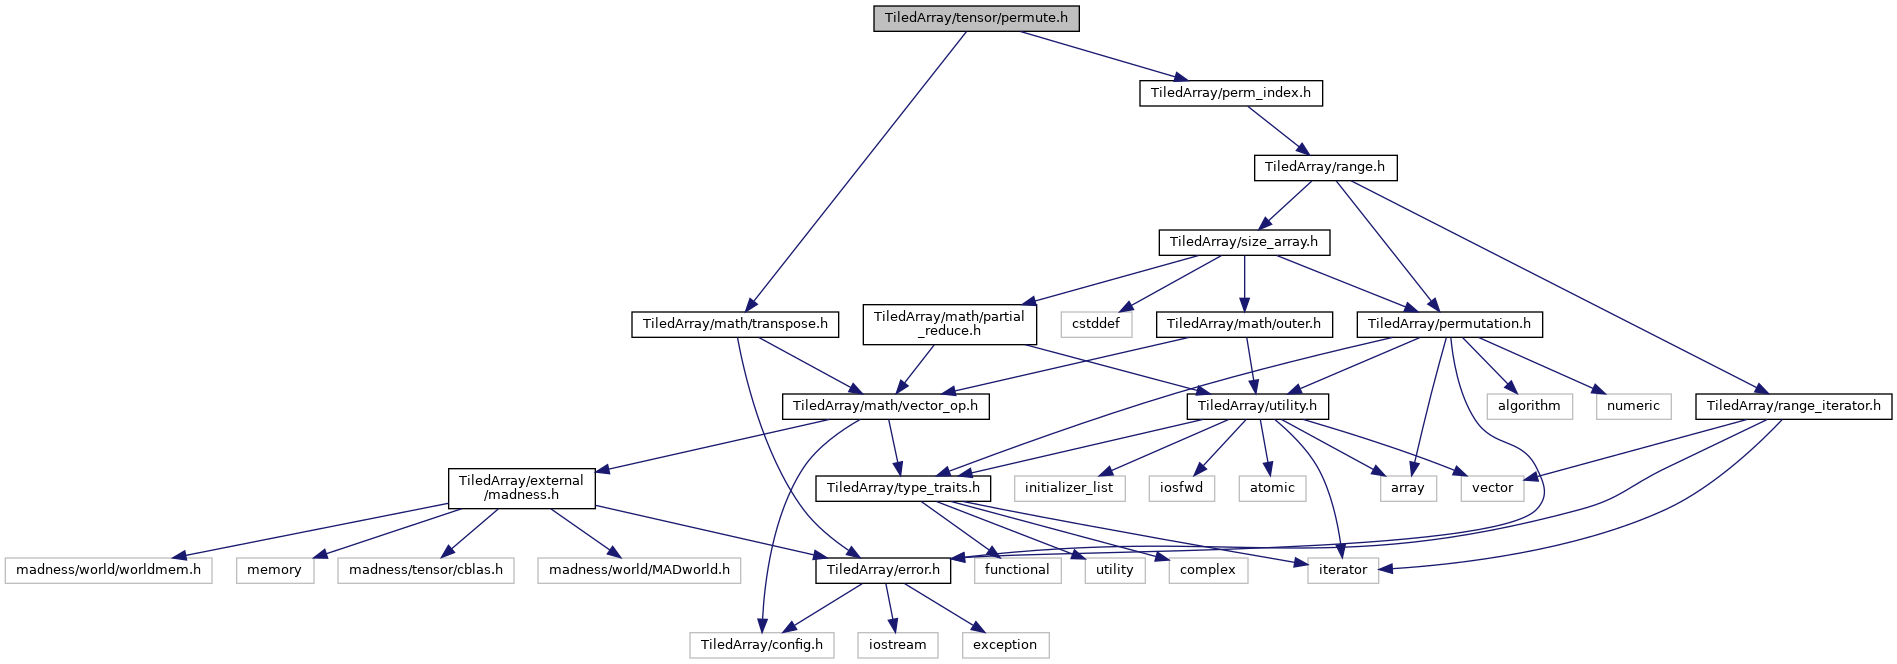 TiledArray/tensor/permute.h
TiledArray/perm_index.h
TiledArray/range.h
TiledArray/size_array.h
TiledArray/math/transpose.h
TiledArray/math/partial
_reduce.h
cstddef
TiledArray/math/outer.h
TiledArray/permutation.h
TiledArray/math/vector_op.h
TiledArray/utility.h
algorithm
numeric
TiledArray/range_iterator.h
TiledArray/external
/madness.h
TiledArray/type_traits.h
initializer_list
iosfwd
atomic
array
vector
madness/world/worldmem.h
memory
madness/tensor/cblas.h
madness/world/MADworld.h
TiledArray/error.h
functional
utility
complex
iterator
TiledArray/config.h
iostream
exception